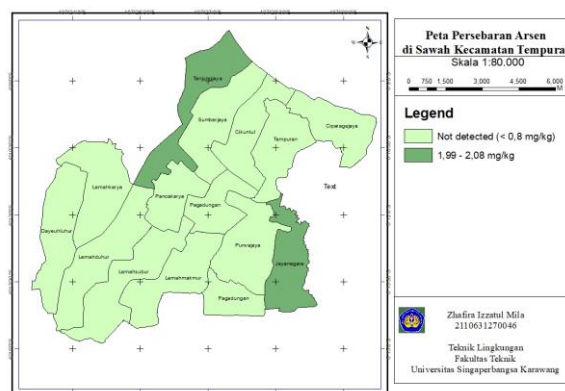 Peta Persebaran Arsen
di Sawah Kecamatan Tempuran
Skala 1:80.000
0 750 1.500 3.000 4.500 6.000
M
Legend
Not detected (< 0,8 mg/kg)
1,99 - 2,08 mg/kg
Zhafira Izzatul Mila
2110631270046
Teknik Lingkungan
Fakultas Teknik
Universitas Singaperbangsa Karawang
N
W E
S
Tanjungjaya
Sumberjaya
Cikuntul
Tempuran
Ciparagejaya
Text
Lemahkarya
Pancakarya
Pagadungan
Dayeuhluhur
Lemahduhur
Lemahsubur
Lemahmakmur
Purwajaya
Jayanegara
Pagadungan